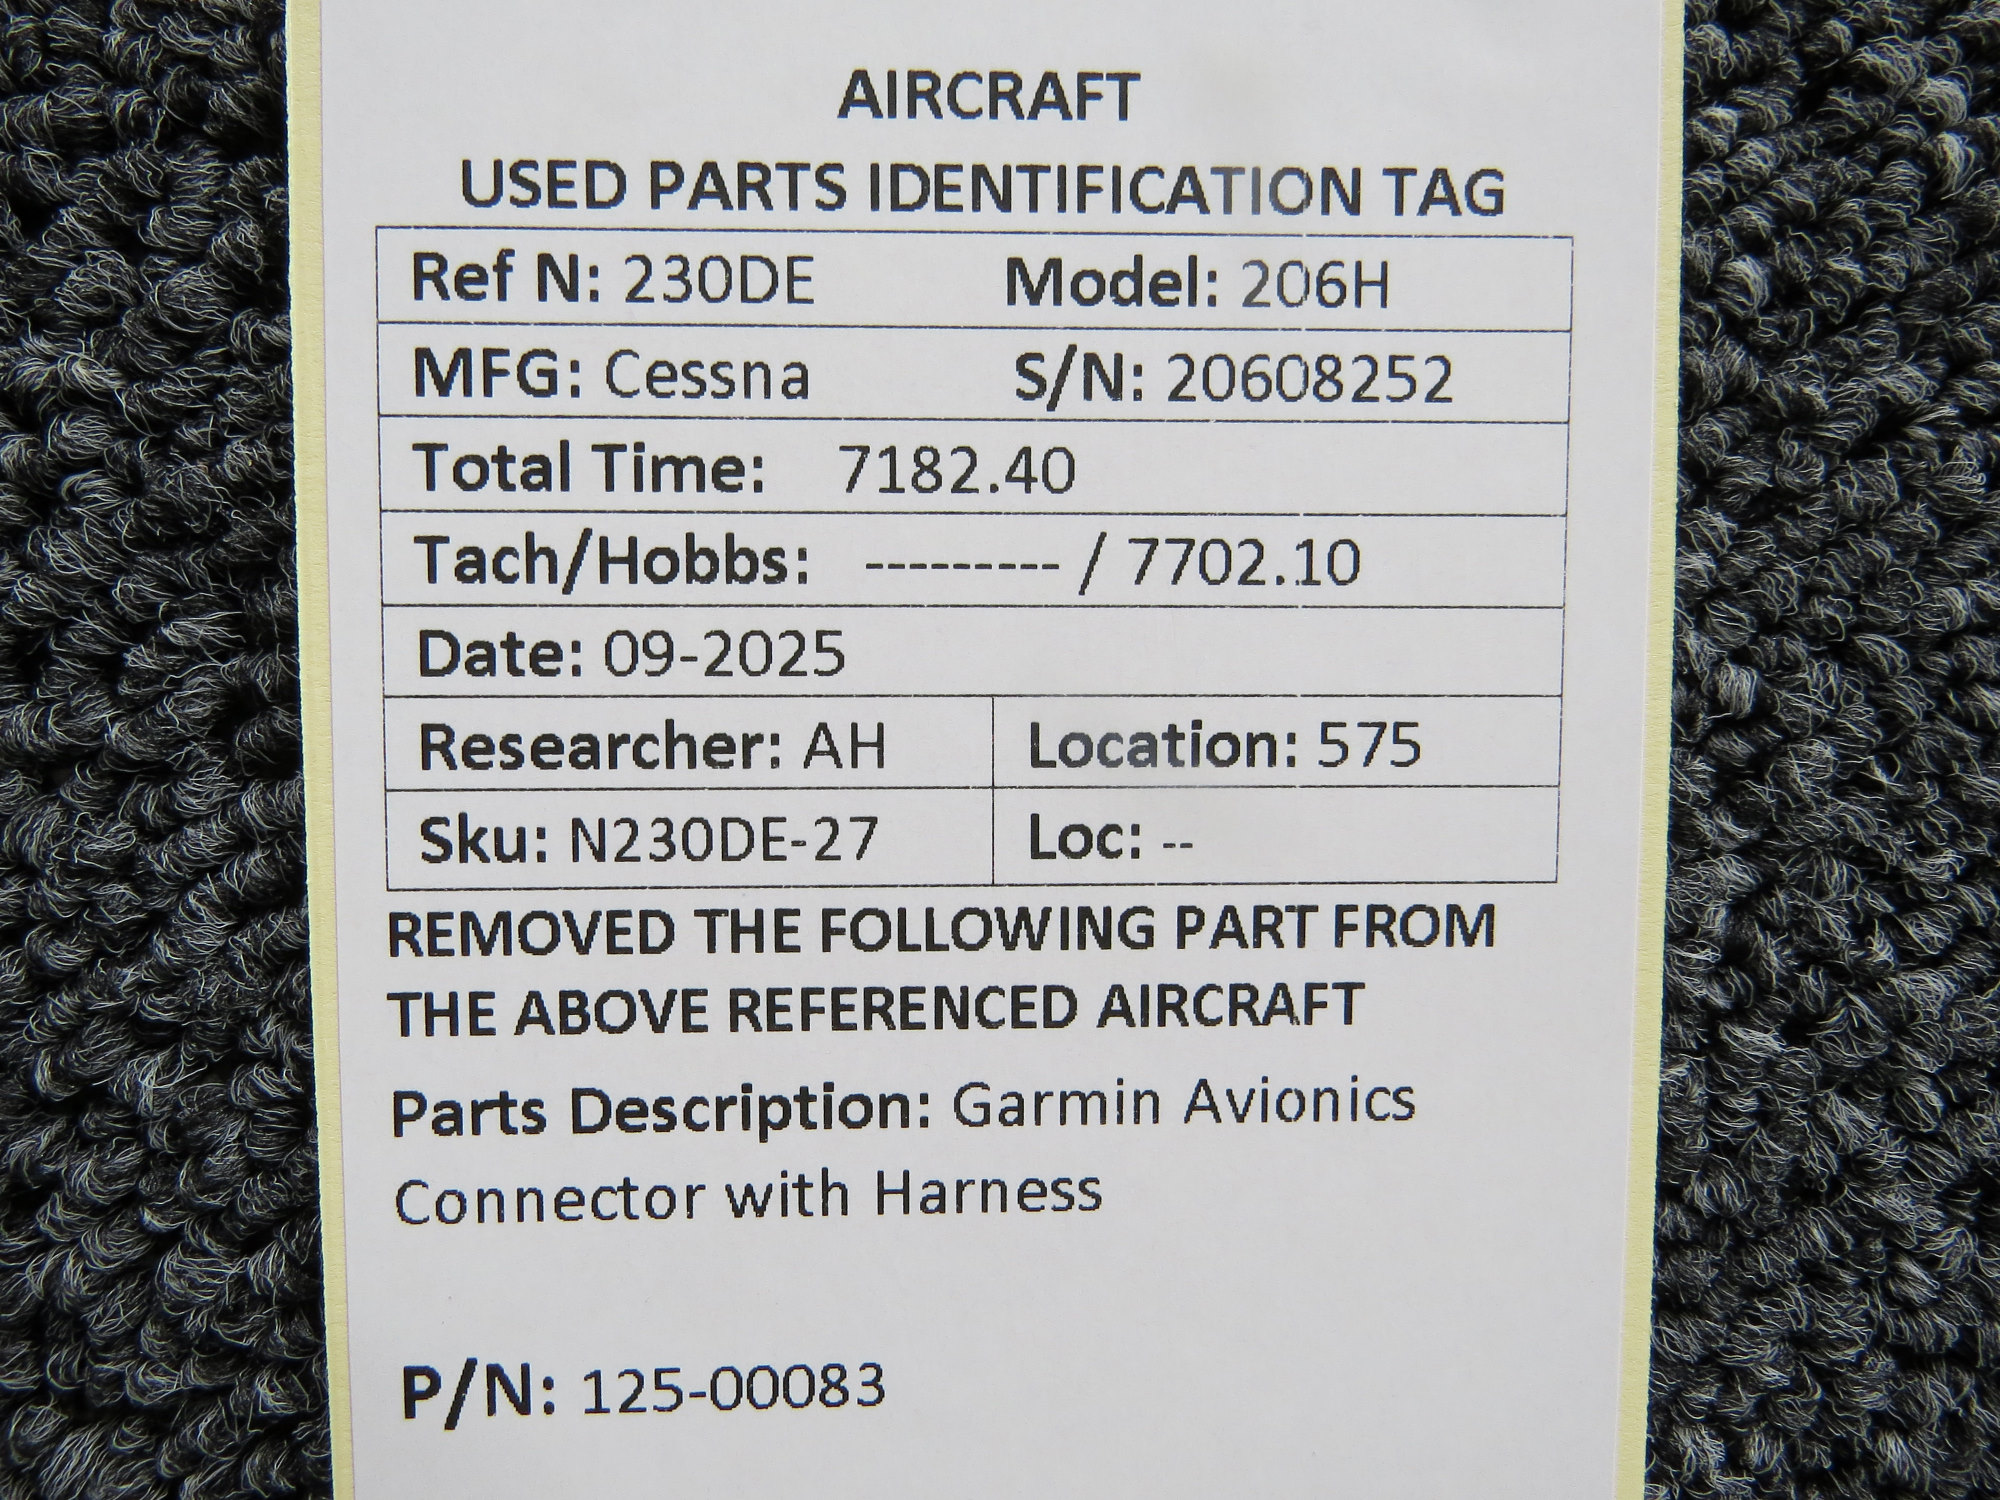 AIRCRAFT
USED PARTS IDENTIFICATION TAG
Ref N: 230DE Model: 206H
MFG: Cessna S/N: 20608252
Total Time: 7182.40
Tach/Hobbs: --------- / 7702.10
Date: 09-2025
Researcher: AH Location: 575
Sku: N230DE-27 Loc: --
REMOVED THE FOLLOWING PART FROM
THE ABOVE REFERENCED AIRCRAFT
Parts Description: Garmin Avionics
Connector with Harness
P/N: 125-00083